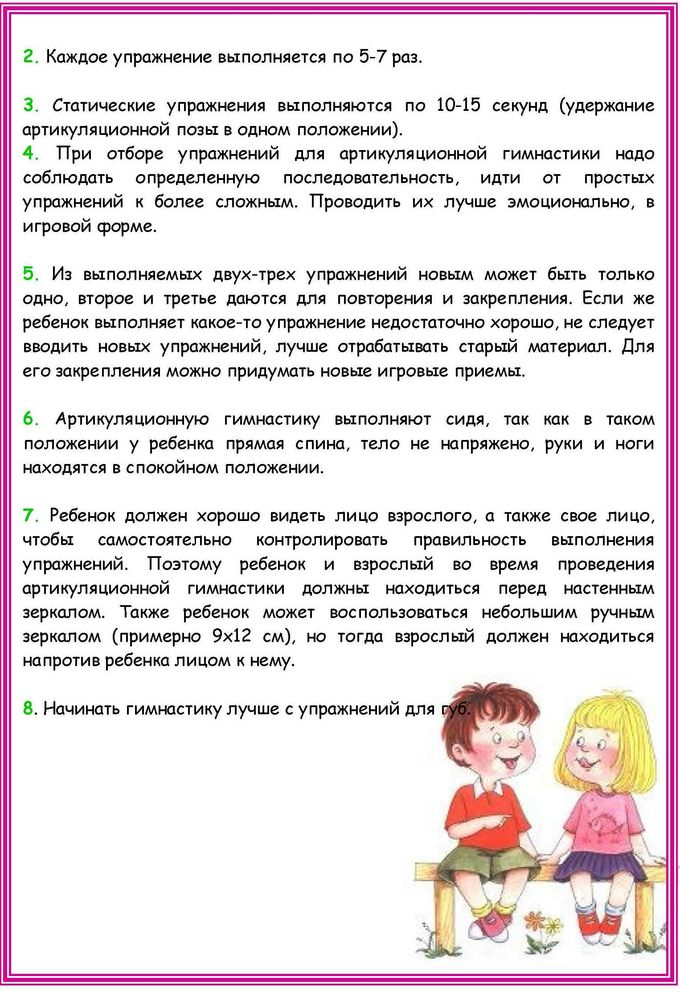 2. Каждое упражнение выполняется по 5-7 раз.
3. Статические упражнения выполняются по 10-15 секунд (удержание
артикуляционной позы в одном положении).
4. При отборе упражнений для артикуляционной гимнастики надо
соблюдать определенную последовательность, идти от простых
упражнений к более сложным. Проводить их лучше эмоционально, в
игровой форме.
5. Из выполняемых двух-трех упражнений новым может быть только
одно, второе и третье даются для повторения и закрепления. Если же
ребенок выполняет какое-то упражнение недостаточно хорошо, не следует
вводить новых упражнений, лучше отрабатывать старый материал. Для
его закрепления можно придумать новые игровые приемы.
6. Артикуляционную гимнастику выполняют сидя, так как в таком
положении у ребенка прямая спина, тело не напряжено, руки и ноги
находятся в спокойном положении.
7. Ребенок должен хорошо видеть лицо взрослого, а также свое лицо,
чтобы самостоятельно контролировать правильность выполнения
упражнений. Поэтому ребенок и взрослый во время проведения
артикуляционной гимнастики должны находиться перед настенным
зеркалом. Также ребенок может воспользоваться небольшим ручным
зеркалом (примерно 9х12 см), но тогда взрослый должен находиться
напротив ребенка лицом к нему.
8. Начинать гимнастику лучше с упражнений для губ.